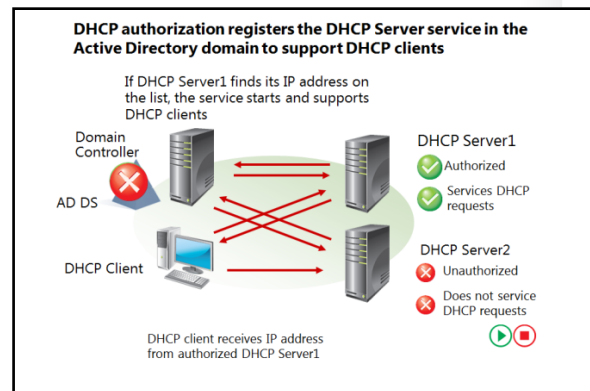 DHCP authorization registers the DHCP Server service in the
Active Directory domain to support DHCP clients
If DHCP Server1 finds its IP address on
the list, the service starts and supports
DHCP clients
Domain
Controller
AD DS
DHCP Client
DHCP Server1
Authorized
Services DHCP
requests
DHCP Server2
Unauthorized
Does not service
DHCP requests
DHCP client receives IP address
from authorized DHCP Server1